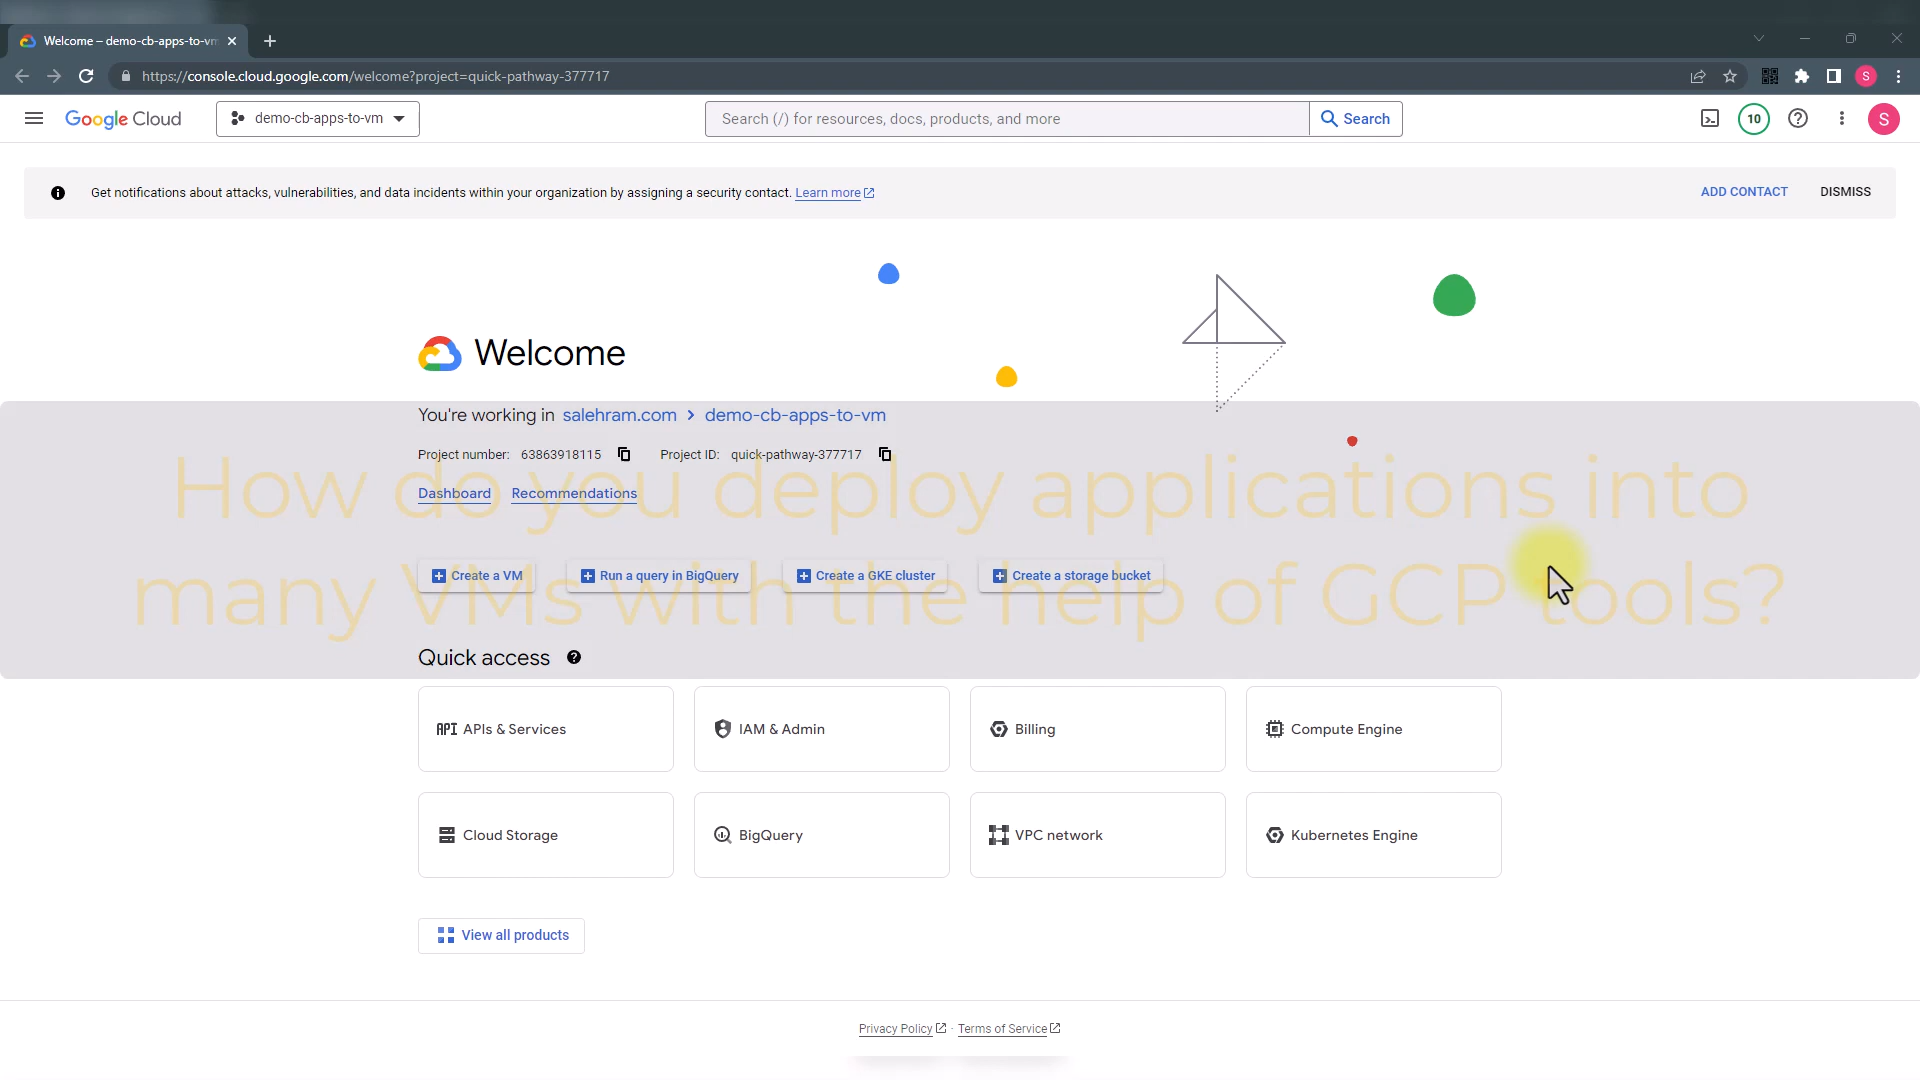 Welcome – demo-cb-apps-to-vm
https://console.cloud.google.com/welcome?project=quick-pathway-377717
S
Google Cloud
demo-cb-apps-to-vm
Search (/) for resources, docs, products, and more
Search
10
S
Get notifications about attacks, vulnerabilities, and data incidents within your organization by assigning a security contact. Learn more
ADD CONTACT
DISMISS
Welcome
You're working in salehram.com > demo-cb-apps-to-vm
Project number: 63863918115 Project ID: quick-pathway-377717
How do you deploy applications into
many VMs with the help of GCP tools?
Dashboard Recommendations
Create a VM
Run a query in BigQuery
Create a GKE cluster
Create a storage bucket
Quick access
API APIs & Services
IAM & Admin
Billing
Compute Engine
Cloud Storage
BigQuery
VPC network
Kubernetes Engine
View all products
Privacy Policy · Terms of Service